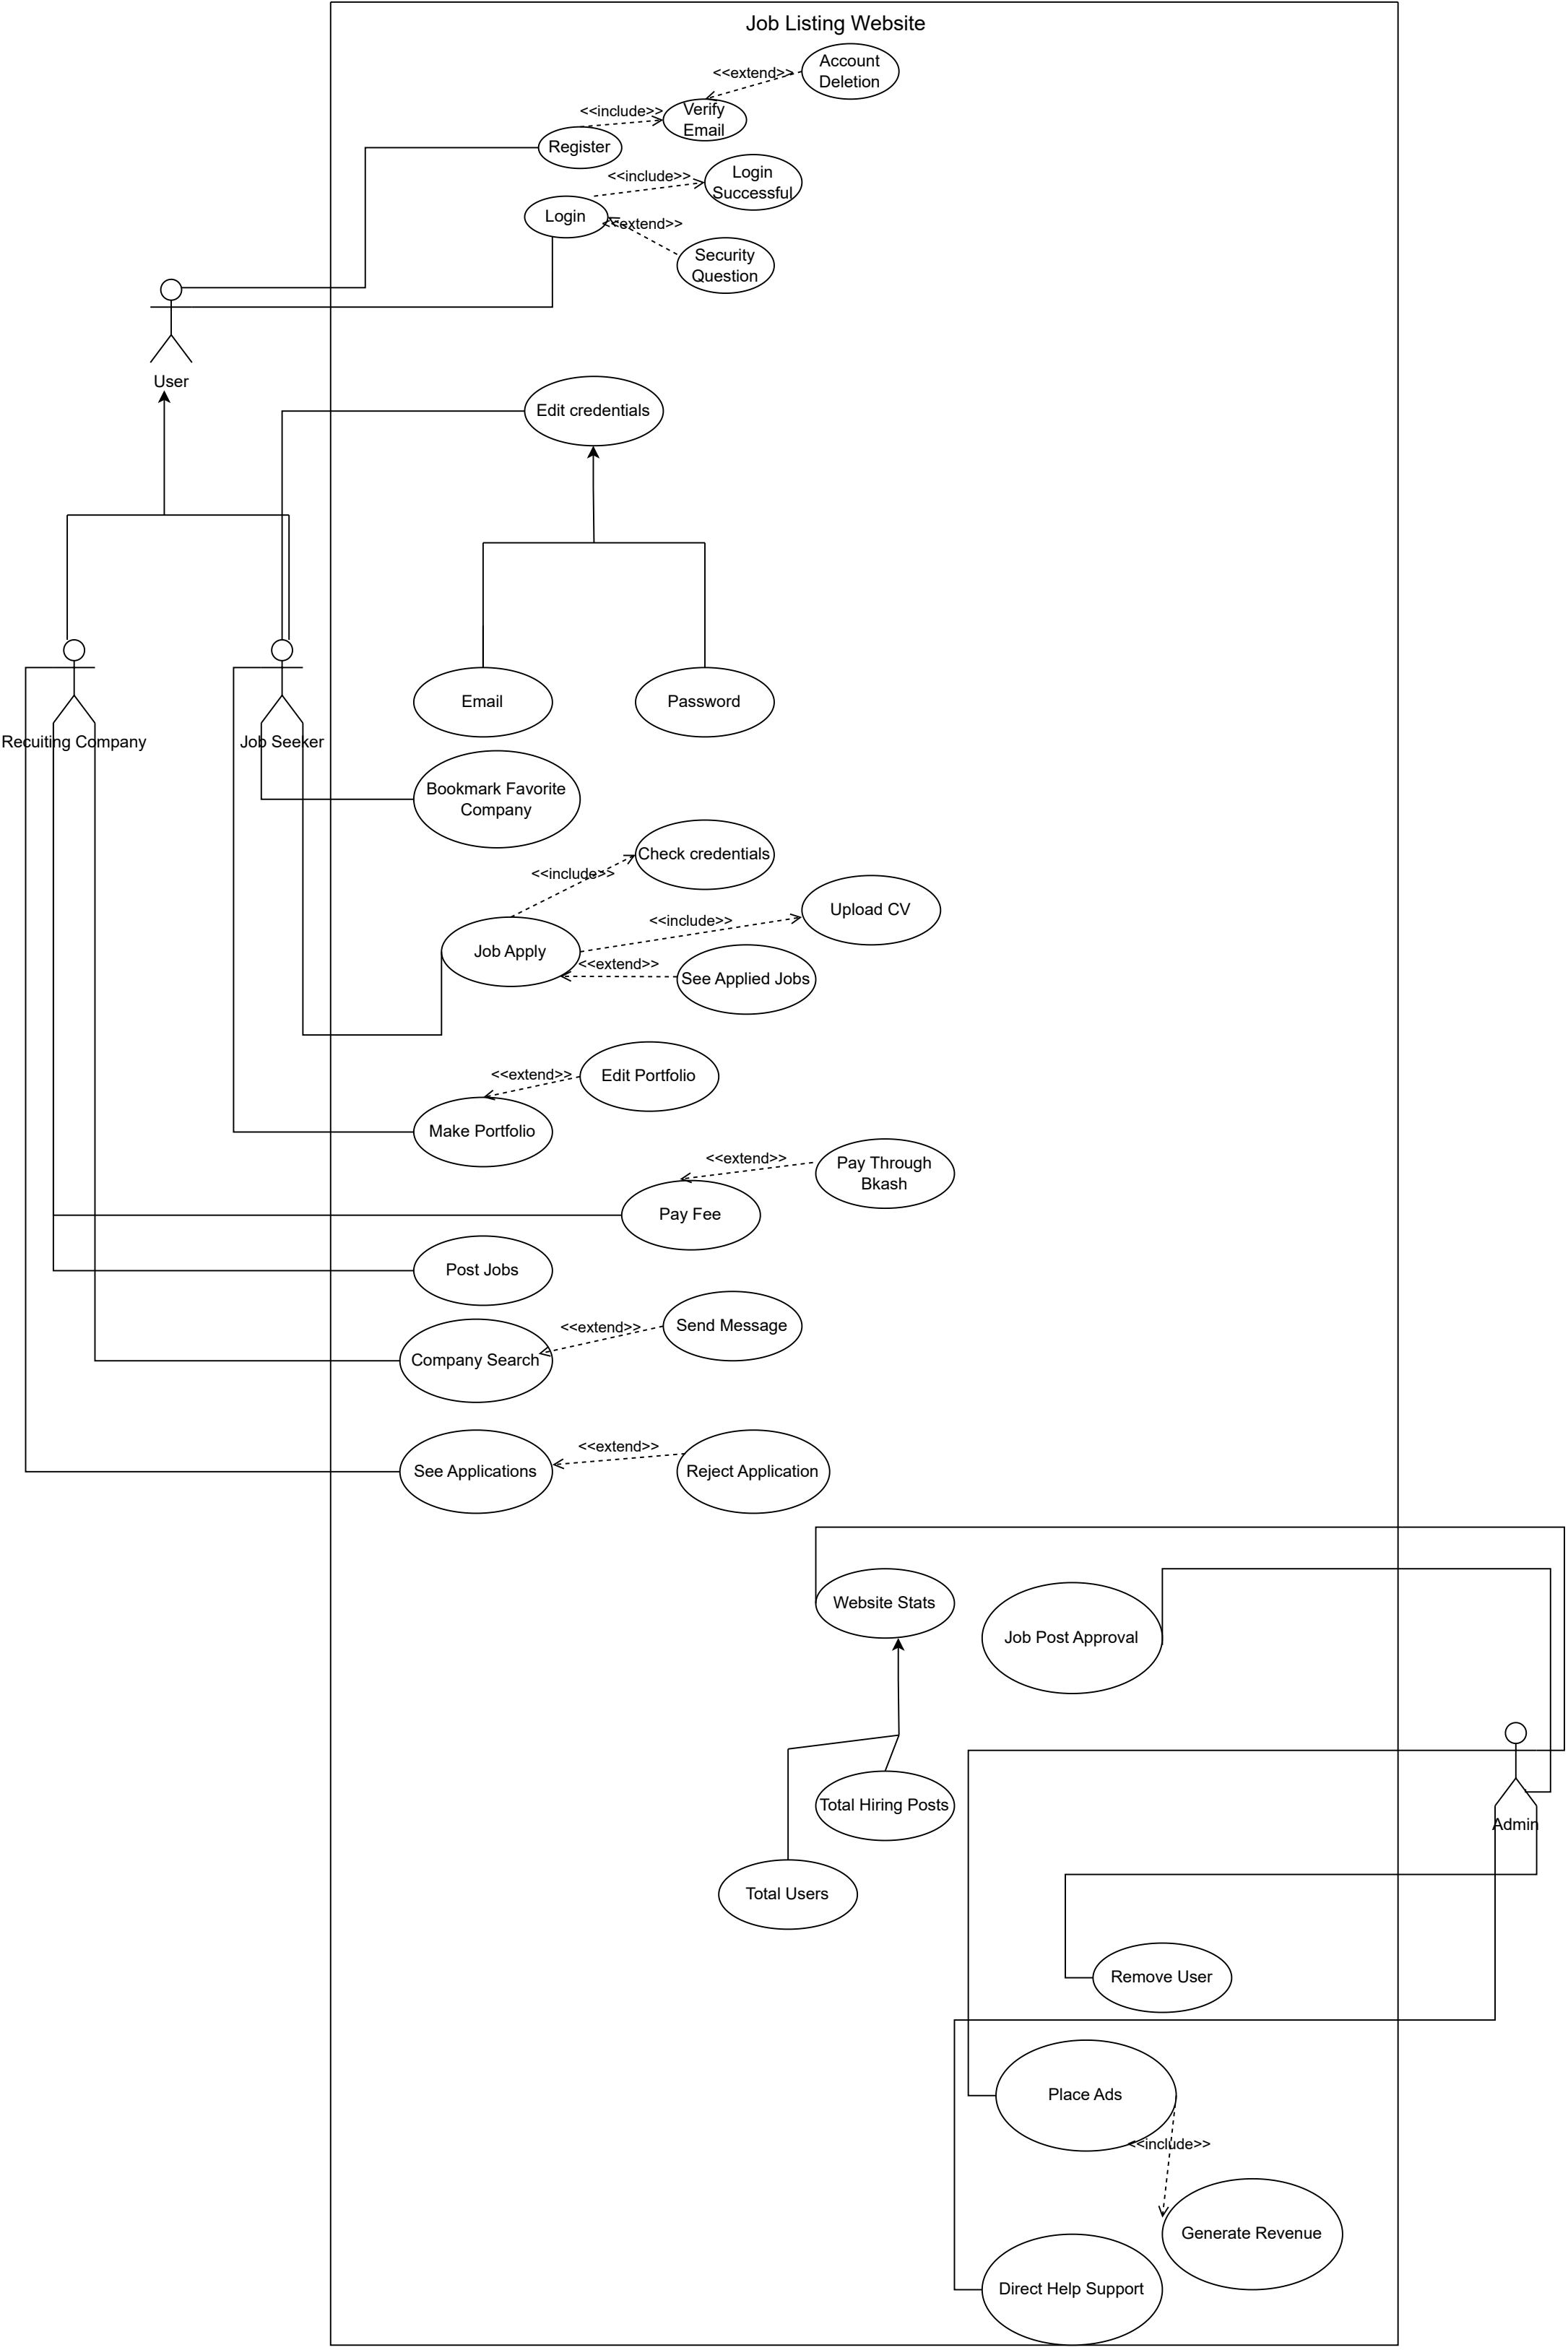 Job Listing Website
Account
Deletion
<<extend>>
<<include>>
Verify
Email
Register
Login
Successful
<<include>>
Login
<<extend>>
Security
Question
User
Edit credentials
Email
Password
Recuiting Company
Job Seeker
Bookmark Favorite
Company
Check credentials
<<include>>
Upload CV
<<include>>
Job Apply
<<extend>>
See Applied Jobs
<<extend>>
Edit Portfolio
Make Portfolio
<<extend>>
Pay Through
Bkash
Pay Fee
Post Jobs
<<extend>>
Send Message
Company Search
<<extend>>
See Applications
Reject Application
Website Stats
Job Post Approval
Total Hiring Posts
Admin
Total Users
Remove User
Place Ads
<<include>>
Generate Revenue
Direct Help Support